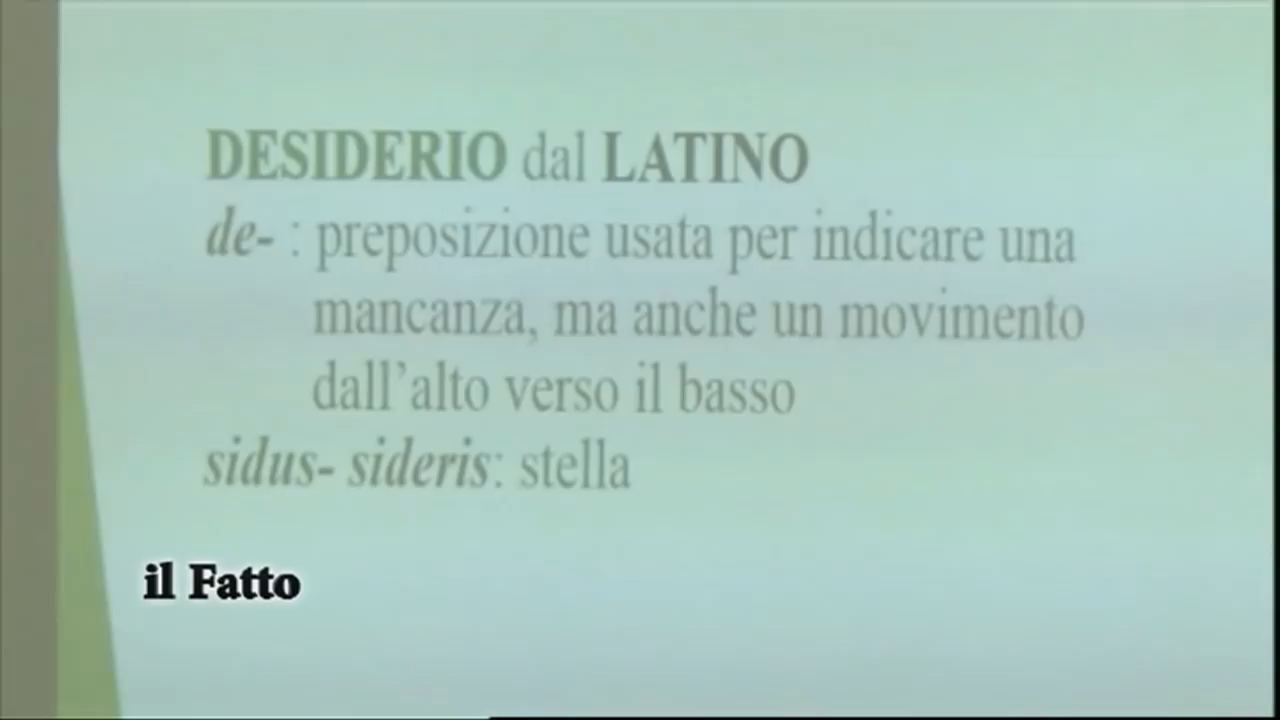 DESIDERIO dal LATINO
de- : preposizione usata per indicare una
mancanza, ma anche un movimento
dall’alto verso il basso
sidus- sideris: stella
il Fatto